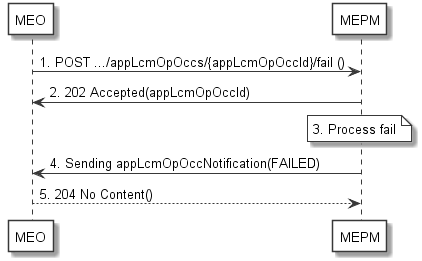 MEO MEPM
1. POST .../appLcmOpOccs/{appLcmOpOccId}/fail ()
2. 202 Accepted(appLcmOpOccId)
3. Process fail
4. Sending appLcmOpOccNotification(FAILED)
5. 204 No Content()
MEO MEPM